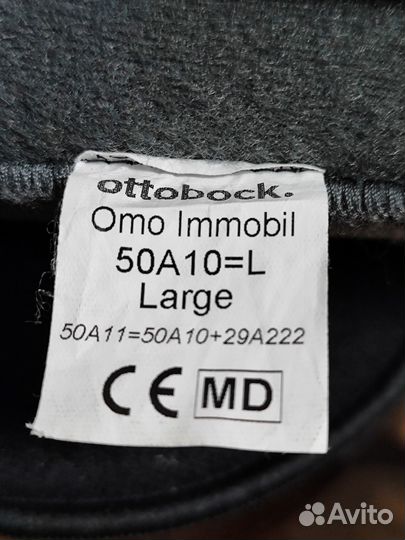 ottobock.
Omo Immobil
50A10=L
Large
50A11=50A10+29A222
CE MD
Avito